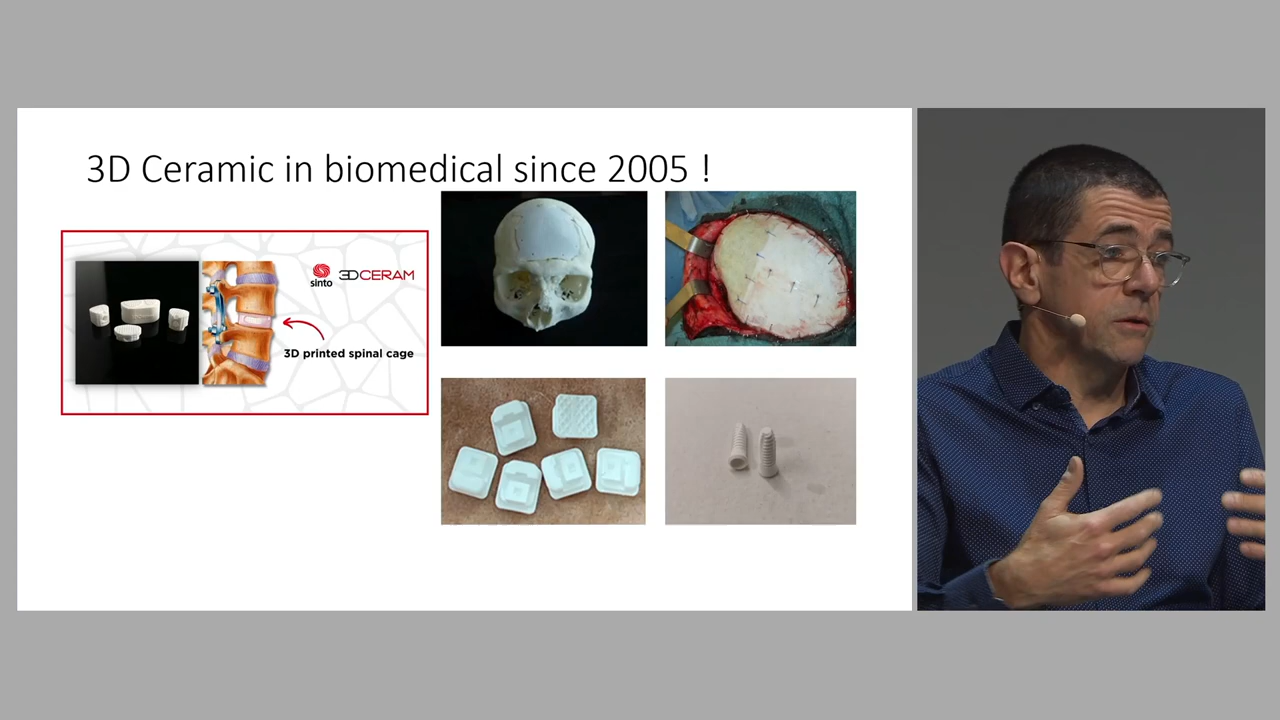 3D Ceramic in biomedical since 2005 !
sinto
3DCERAM
3D printed spinal cage